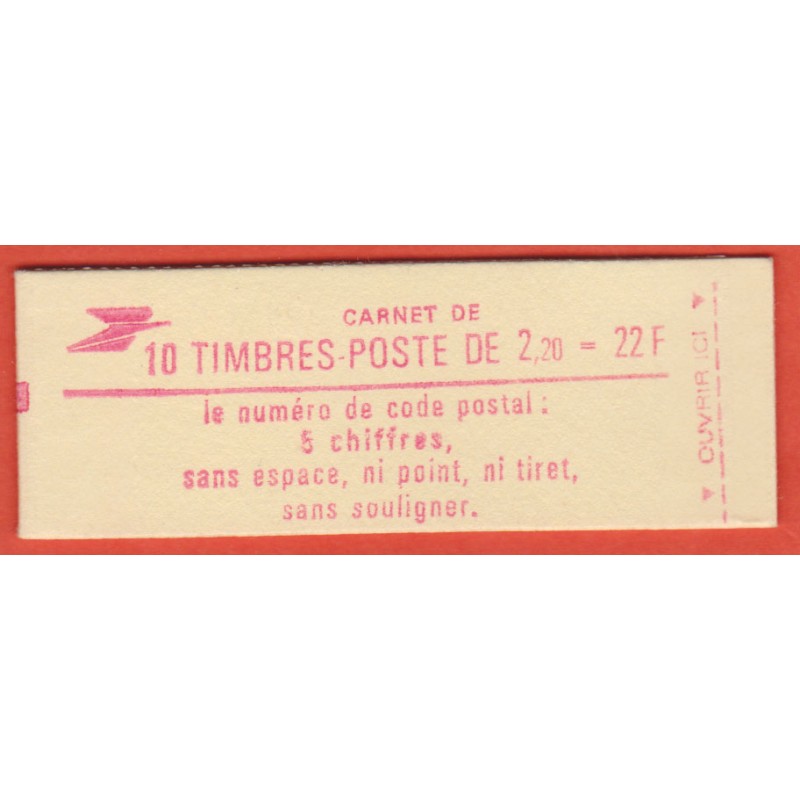 CARNET DE
10 TIMBRES-POSTE DE 2,20 = 22 F
le numéro de code postal :
5 chiffres,
sans espace, ni point, ni tiret,
sans souligner.
OUVRIR ICI